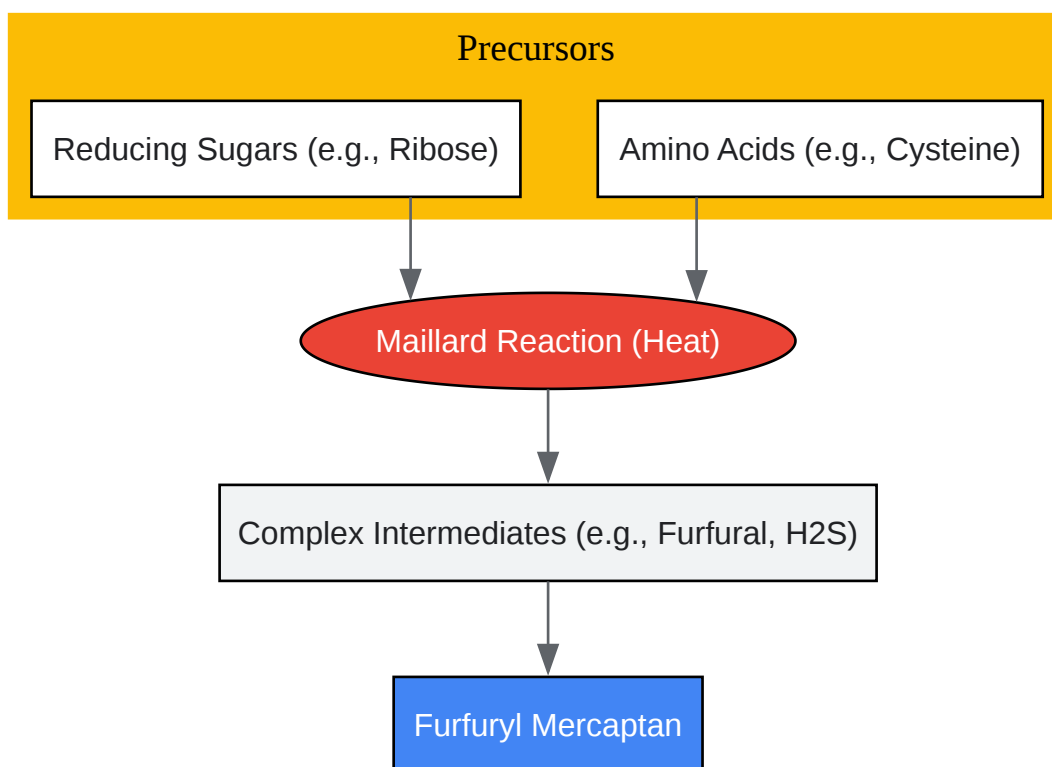 Precursors
Reducing Sugars (e.g., Ribose)
Amino Acids (e.g., Cysteine)
Maillard Reaction (Heat)
Complex Intermediates (e.g., Furfural, H2S)
Furfuryl Mercaptan